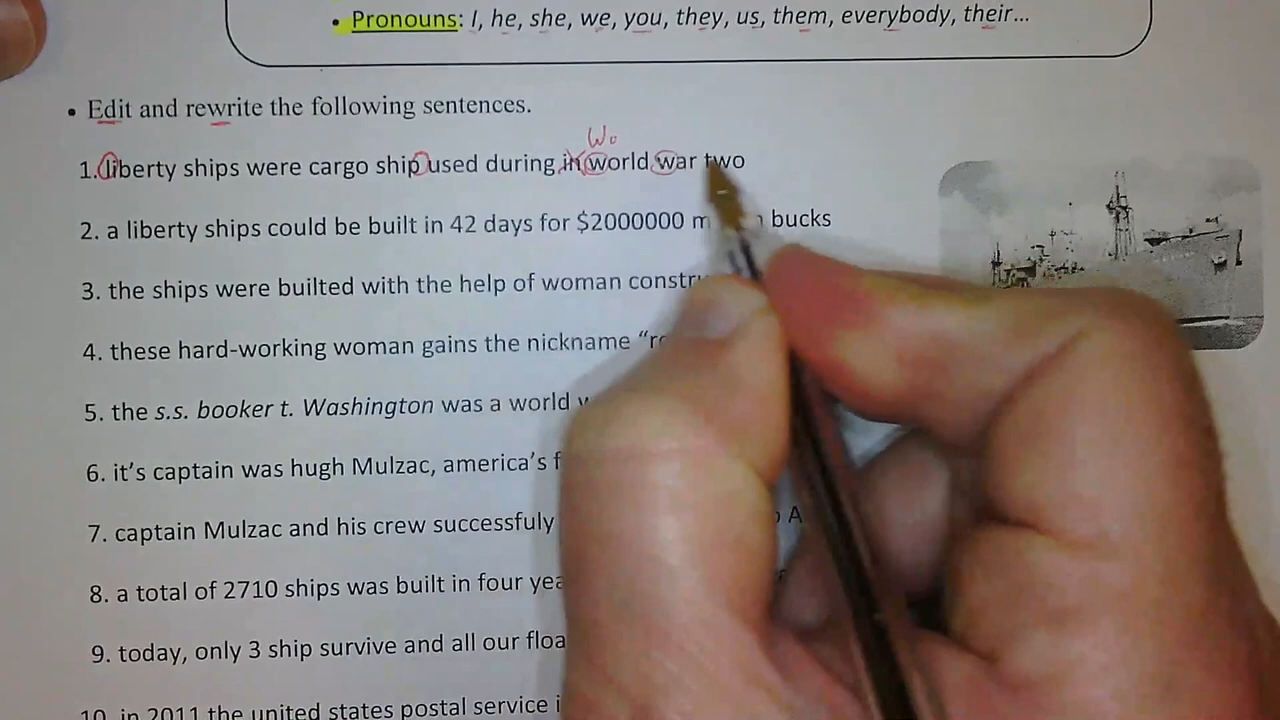 • Pronouns: I, he, she, we, you, they, us, them, everybody, their...
• Edit and rewrite the following sentences.
Wo
1. liberty ships were cargo ship used during in world war two
2. a liberty ships could be built in 42 days for $2000000 bucks
3. the ships were builted with the help of woman
4. these hard-working woman gains the nickname
5. the s.s. booker t. Washington was a world
6. it's captain was hugh Mulzac, america's
7. captain Mulzac and his crew successfuly
8. a total of 2710 ships was built in four
9. today, only 3 ship survive and all our
10. in 2011 the united states postal service